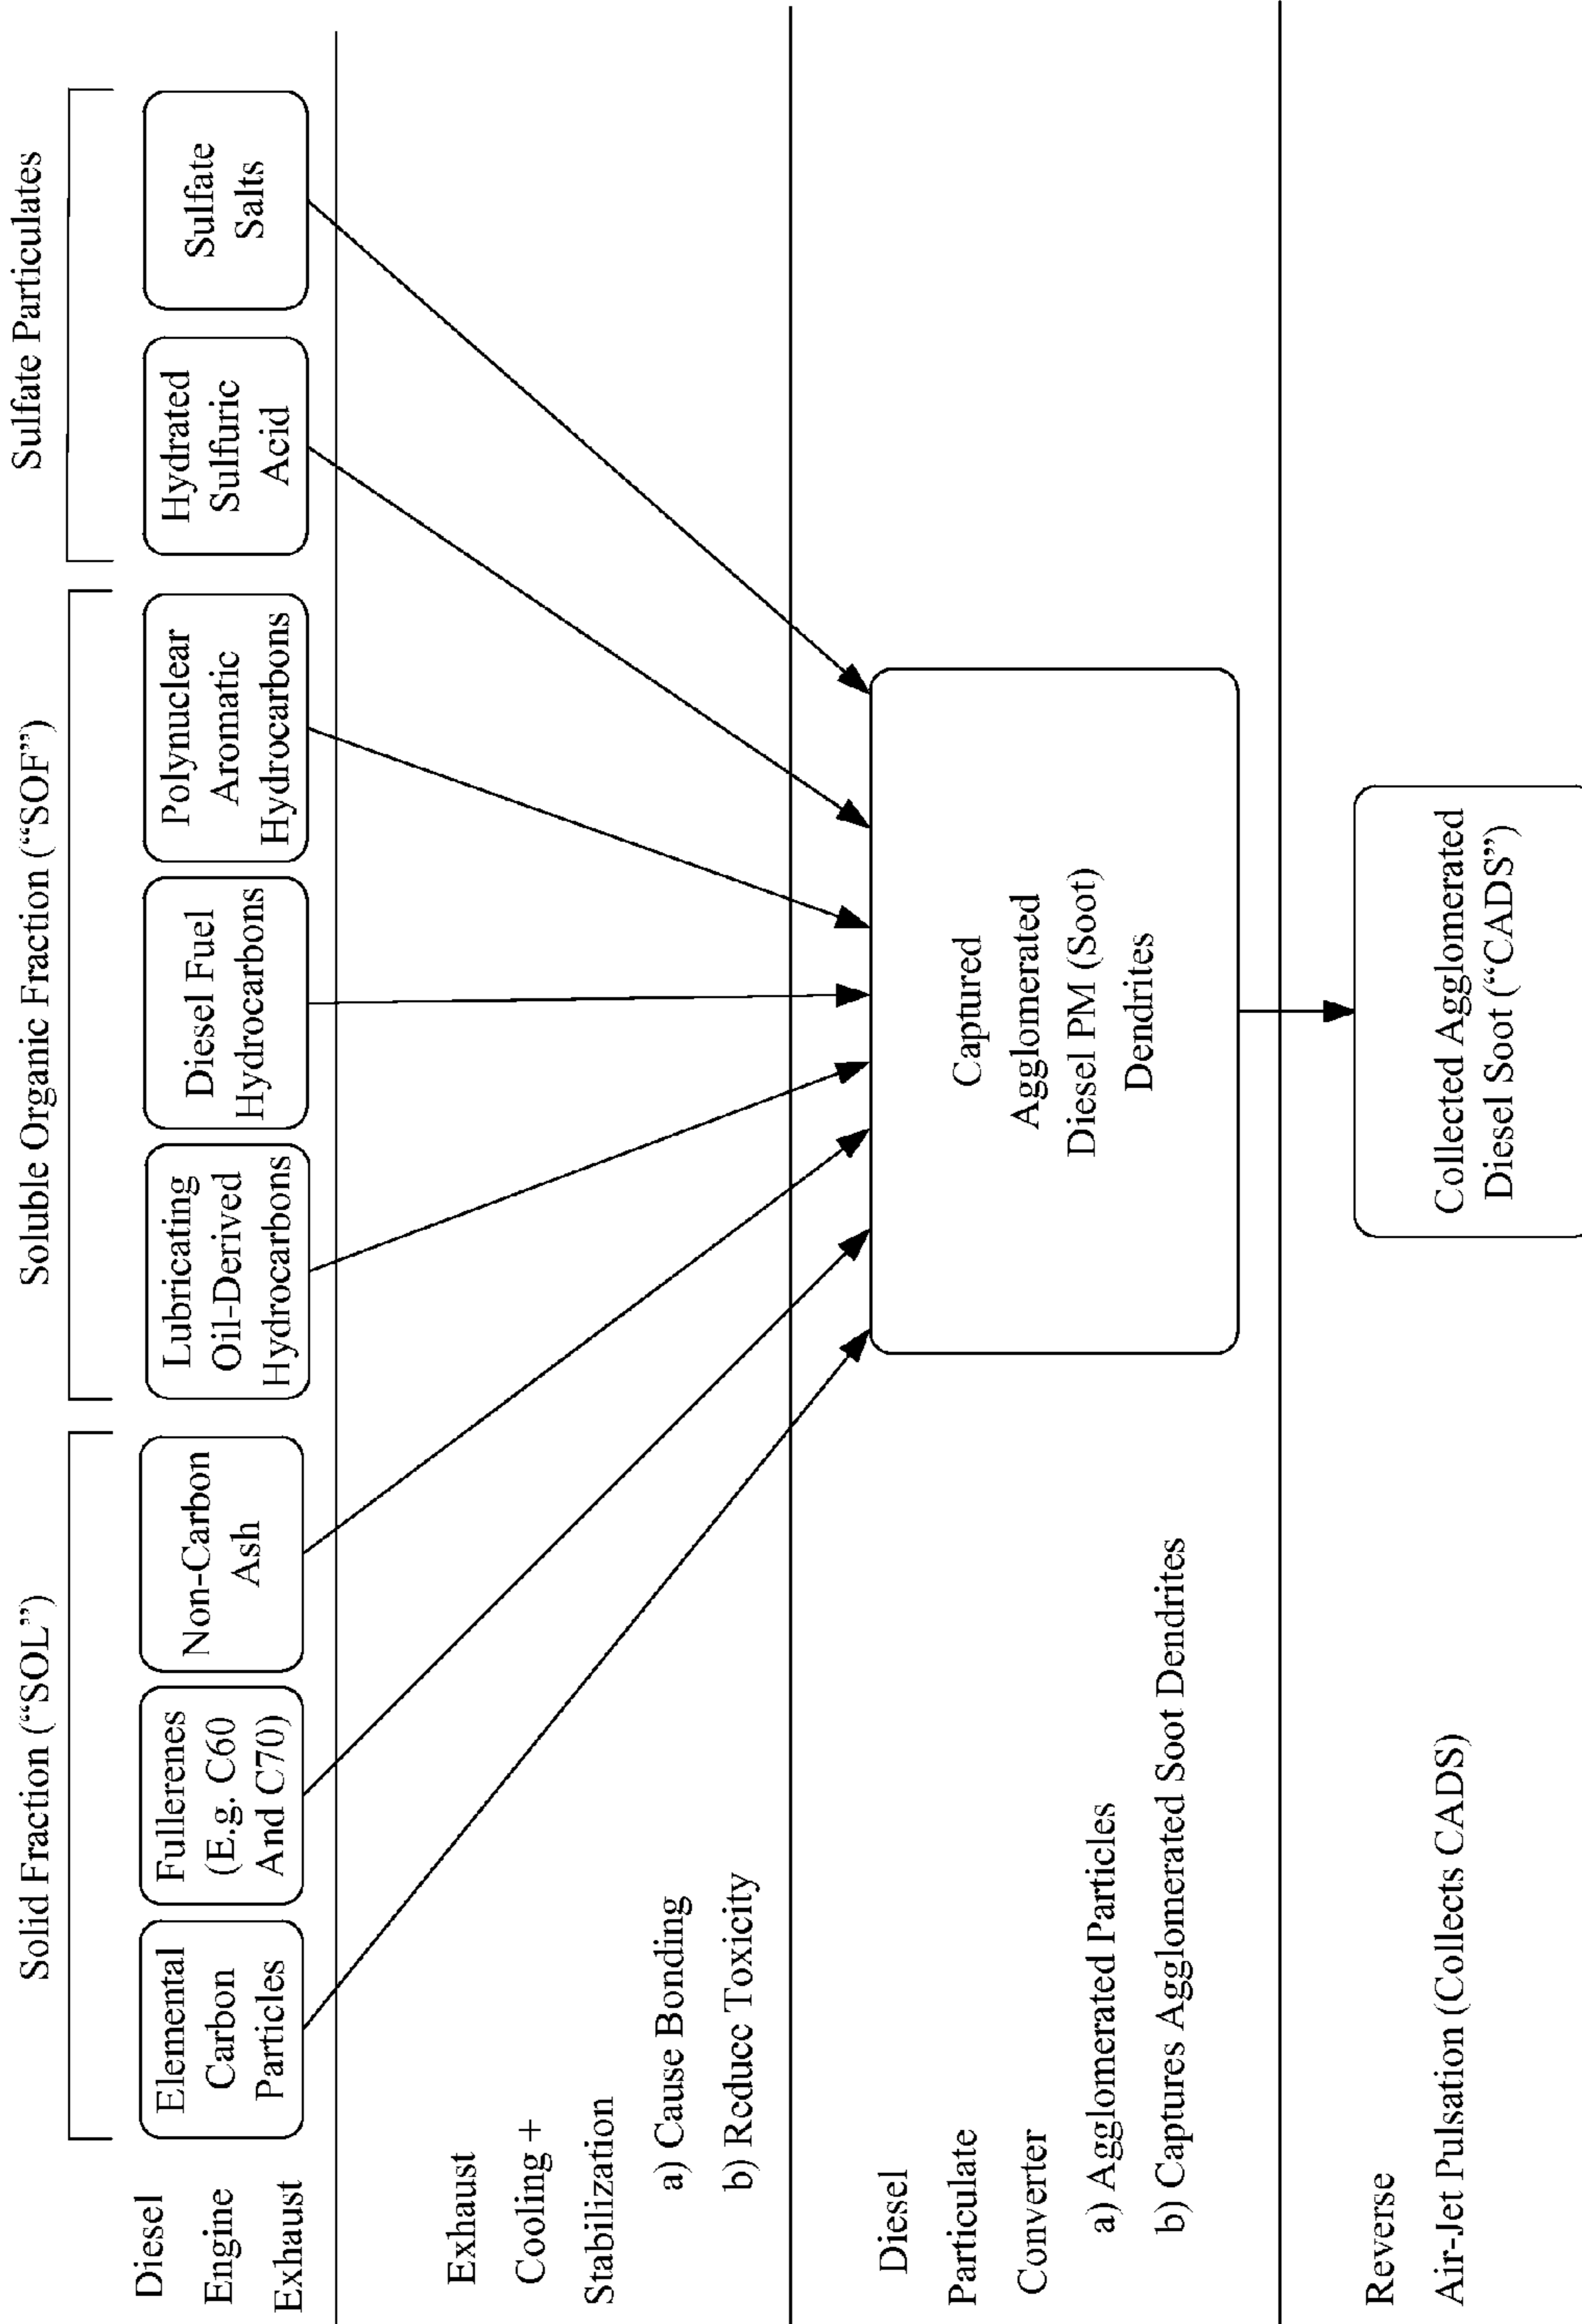 Solid Fraction (“SOL”)
Soluble Organic Fraction (“SOF”)
Sulfate Particulates
Diesel
Engine
Exhaust
Elemental
Carbon
Particles
Fullerenes
(E.g. C60
And C70)
Non-Carbon
Ash
Lubricating
Oil-Derived
Hydrocarbons
Diesel Fuel
Hydrocarbons
Polynuclear
Aromatic
Hydrocarbons
Hydrated
Sulfuric
Acid
Sulfate
Salts
Exhaust
Cooling +
Stabilization
a) Cause Bonding
b) Reduce Toxicity
Diesel
Particulate
Converter
a) Agglomerated Particles
b) Captures Agglomerated Soot Dendrites
Captured
Agglomerated
Diesel PM (Soot)
Dendrites
Reverse
Air-Jet Pulsation (Collects CADS)
Collected Agglomerated
Diesel Soot (“CADS”)